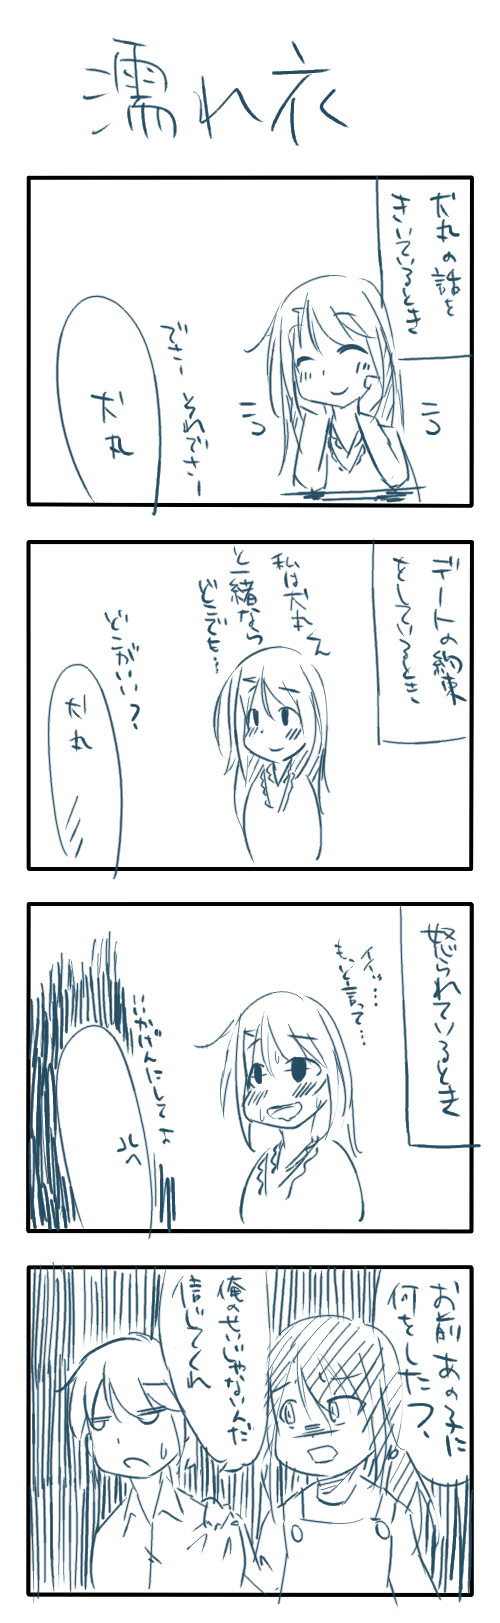 濡れ衣
犬丸の話を
きいているとき
ニコ
ニコ
でさー それでさー
犬丸
デートの約束
をしているとき
私は犬丸くん
と一緒なら
どこでも…
どこがいい?
犬丸
怒られているとき
イイッ…
もっと言って…
いいかげんにしてよ
お前あの子に
何をした?
俺のせいじゃないんだ
信じてくれ